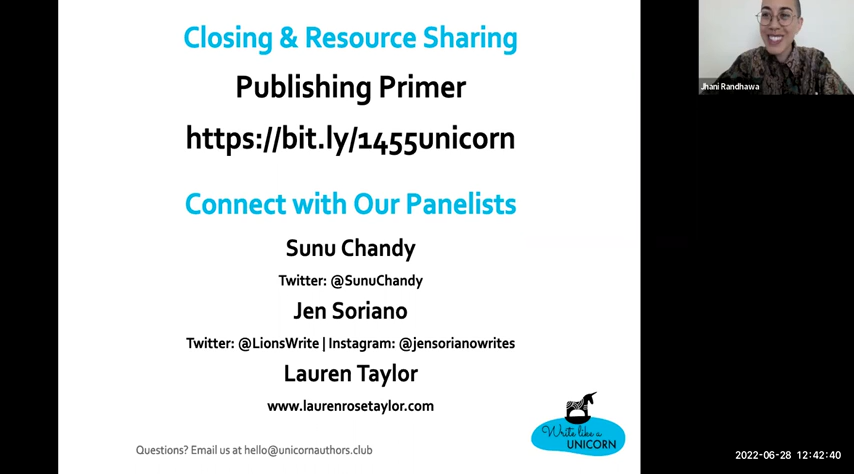 Closing & Resource Sharing
Publishing Primer
https://bit.ly/1455unicorn
Connect with Our Panelists
Sunu Chandy
Twitter: @SunuChandy
Jen Soriano
Twitter: @LionsWrite | Instagram: @jensorianowrites
Lauren Taylor
www.laurenrosetaylor.com
Questions? Email us at hello@unicornauthors.club
Write like a
UNICORN
Jhani Randhawa
2022-06-28 12:42:40